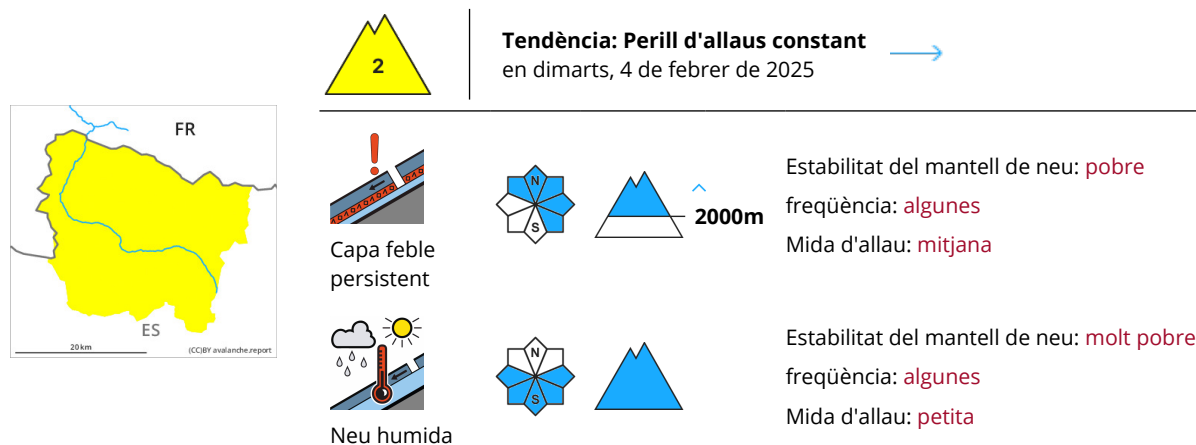 2
Tendència: Perill d'allaus constant
en dimarts, 4 de febrer de 2025
FR
ES
20 km
(CC)BY avalanche.report
N
S
2000m
Capa feble
persistent
Estabilitat del mantell de neu: pobre
freqüència: algunes
Mida d'allau: mitjana
N
S
Neu humida
Estabilitat del mantell de neu: molt pobre
freqüència: algunes
Mida d'allau: petita